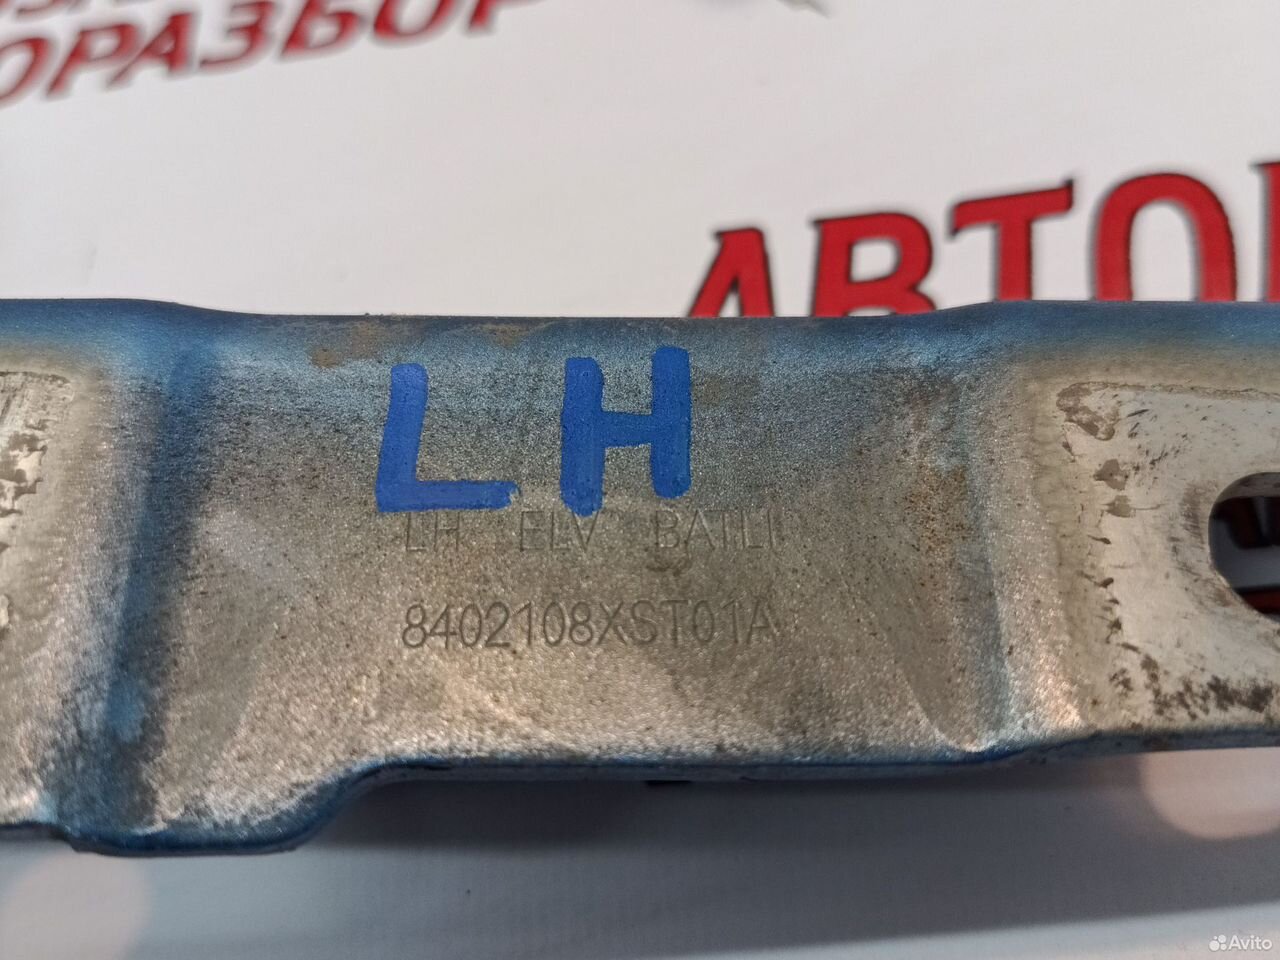 ОРАЗБОР
АВТО
LH
LH ELV BATLI
8402108XST01A
Avito